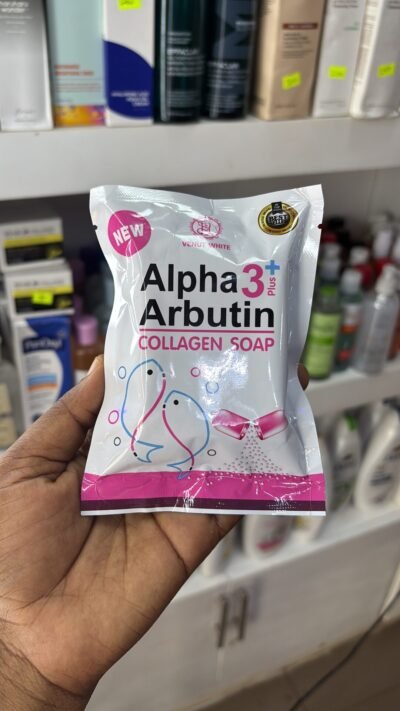 NEW
VENUT WHITE
Alpha 3+
Plus
Arbutin
COLLAGEN SOAP